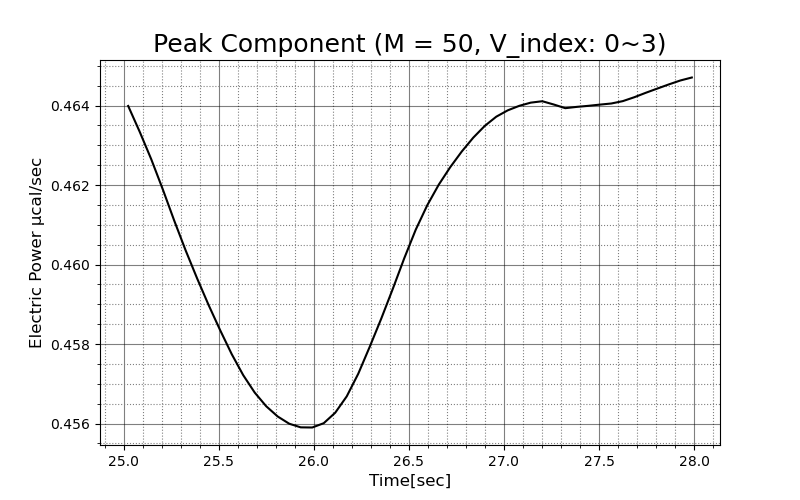 Peak Component (M = 50, V_index: 0~3)
Electric Power μcal/sec
0.464
0.462
0.460
0.458
0.456
25.0 25.5 26.0 26.5 27.0 27.5 28.0
Time[sec]